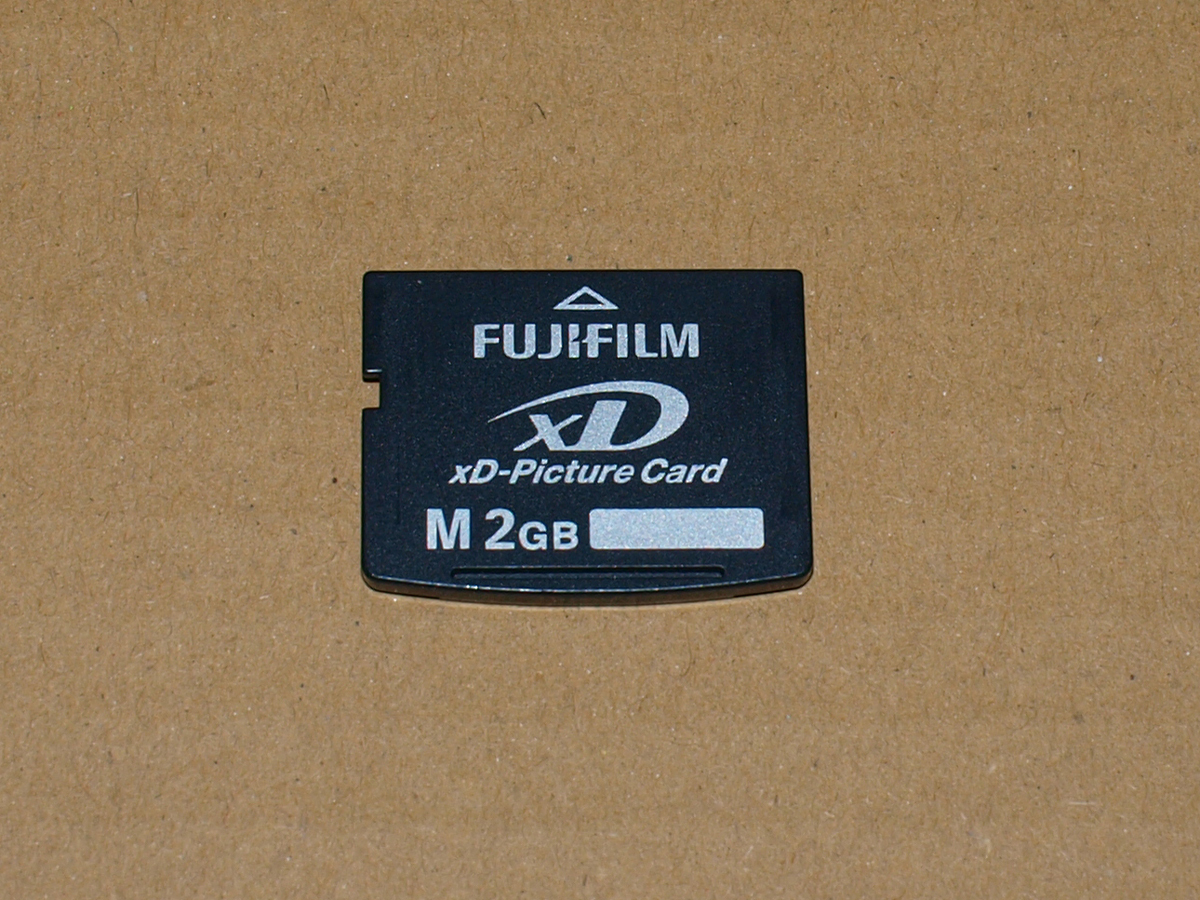 FUJIFILM
xD
xD-Picture Card
M 2GB